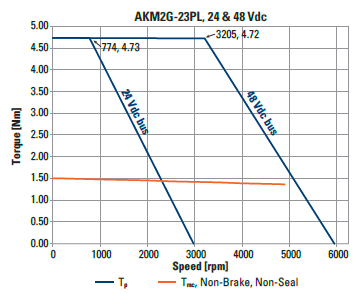 AKM2G-23PL, 24 & 48 Vdc
5.00
4.50
4.00
3.50
3.00
2.50
2.00
1.50
1.00
0.50
0.00
Torque [Nm]
774, 4.73
3205, 4.72
24 Vdc bus
48 Vdc bus
0 1000 2000 3000 4000 5000 6000
Speed [rpm]
Tp Tmc, Non-Brake, Non-Seal